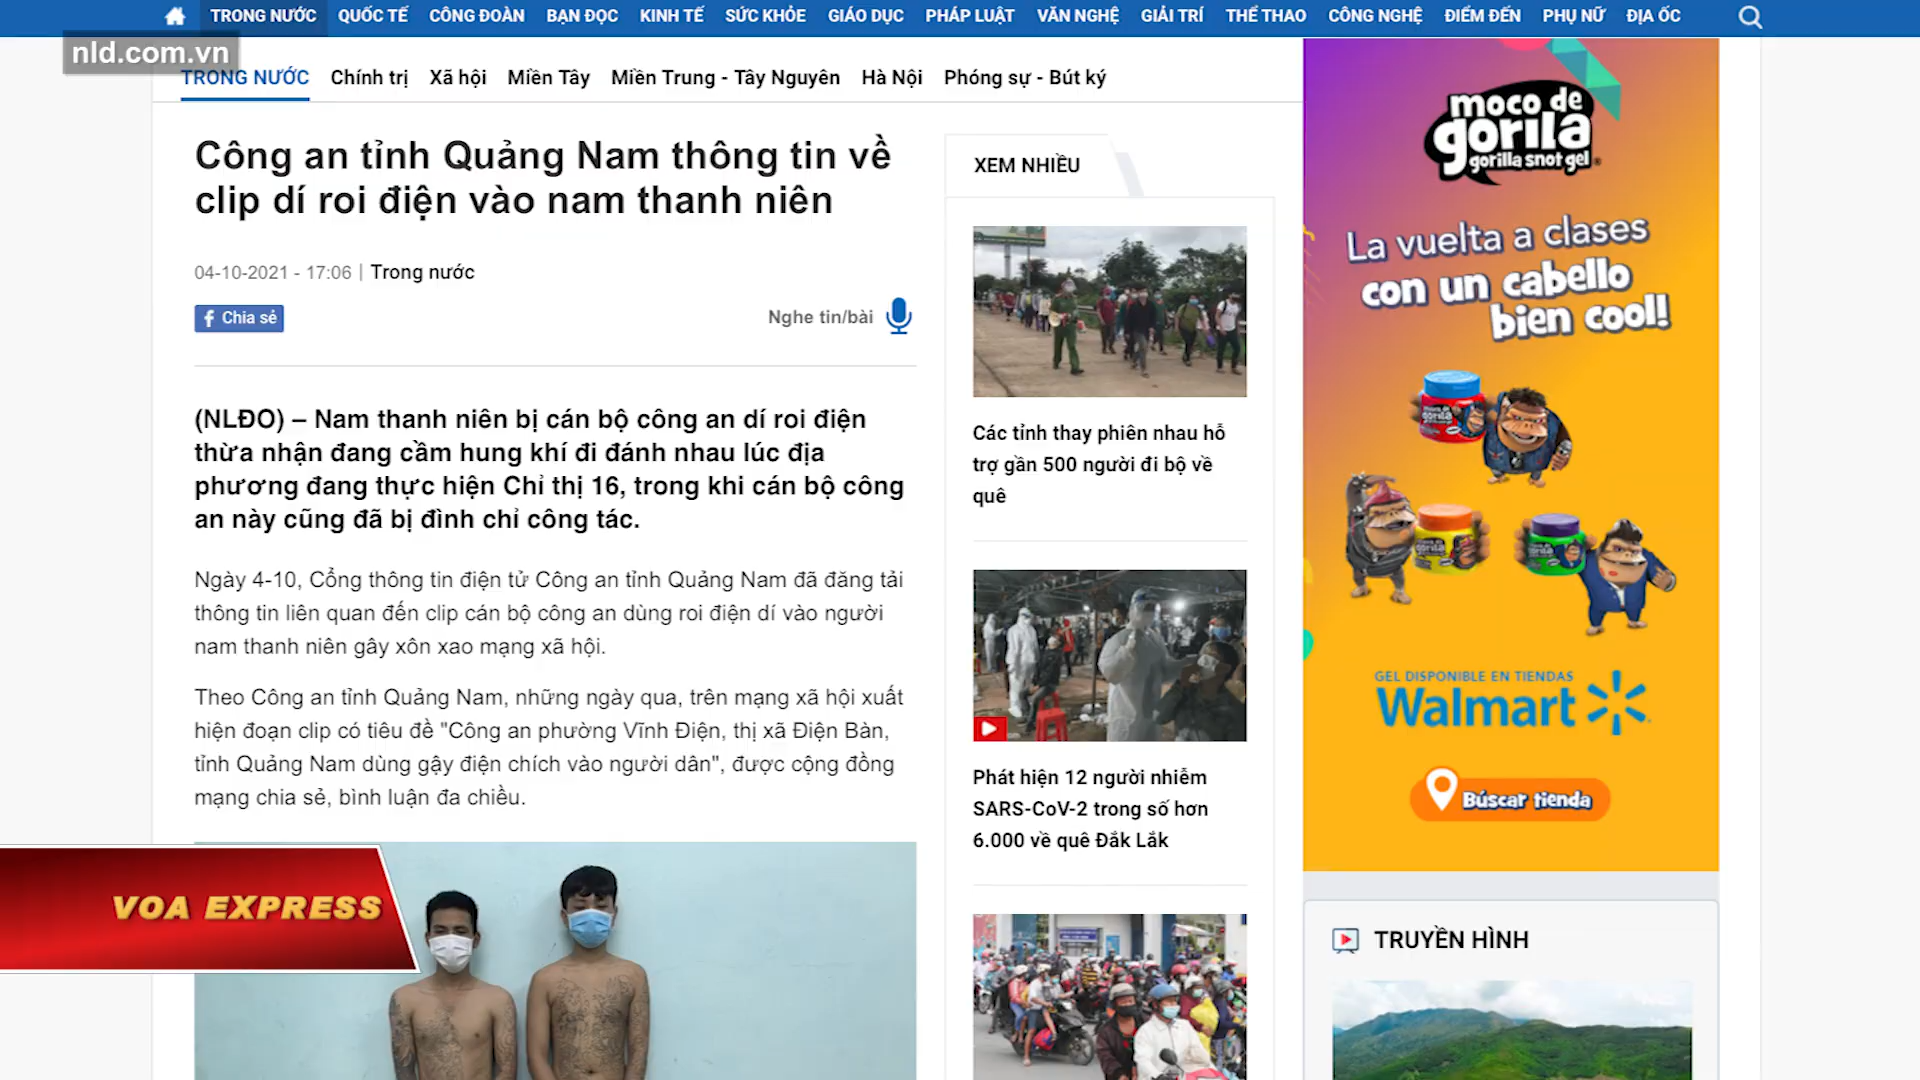 TRONG NƯỚC QUỐC TẾ CÔNG ĐOÀN BẠN ĐỌC KINH TẾ SỨC KHỎE GIÁO DỤC PHÁP LUẬT VĂN NGHỆ GIẢI TRÍ THỂ THAO CÔNG NGHỆ ĐIỂM ĐẾN PHỤ NỮ ĐỊA ỐC
nld.com.vn
TRONG NƯỚC Chính trị Xã hội Miền Tây Miền Trung - Tây Nguyên Hà Nội Phóng sự - Bút ký
Công an tỉnh Quảng Nam thông tin về
clip dí roi điện vào nam thanh niên
04-10-2021 - 17:06 | Trong nước
Chia sẻ
Nghe tin/bài
(NLĐO) – Nam thanh niên bị cán bộ công an dí roi điện
thừa nhận đang cầm hung khí đi đánh nhau lúc địa
phương đang thực hiện Chỉ thị 16, trong khi cán bộ công
an này cũng đã bị đình chỉ công tác.
Ngày 4-10, Cổng thông tin điện tử Công an tỉnh Quảng Nam đã đăng tải
thông tin liên quan đến clip cán bộ công an dùng roi điện dí vào người
nam thanh niên gây xôn xao mạng xã hội.
Theo Công an tỉnh Quảng Nam, những ngày qua, trên mạng xã hội xuất
hiện đoạn clip có tiêu đề "Công an phường Vĩnh Điện, thị xã Điện Bàn,
tỉnh Quảng Nam dùng gậy điện chích vào người dân", được cộng đồng
mạng chia sẻ, bình luận đa chiều.
VOA EXPRESS
XEM NHIỀU
Các tỉnh thay phiên nhau hỗ
trợ gần 500 người đi bộ về
quê
Phát hiện 12 người nhiễm
SARS-CoV-2 trong số hơn
6.000 về quê Đắk Lắk
moco de
gorila
gorilla snot gel
La vuelta a clases
con un cabello
bien cool!
GEL DISPONIBLE EN TIENDAS
Walmart
Búscar tienda
TRUYỀN HÌNH